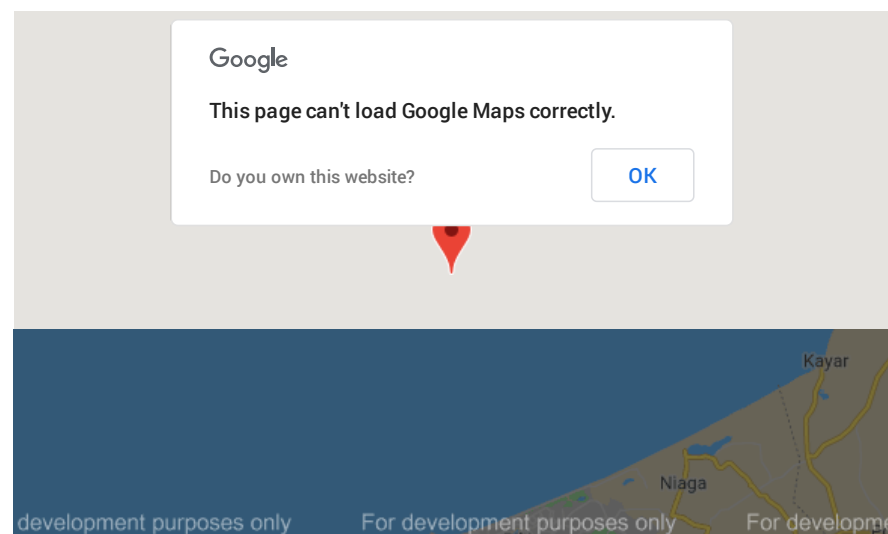 Google
This page can't load Google Maps correctly.
Do you own this website?
OK
Kayar
Niaga
development purposes only
For development purposes only
For developme